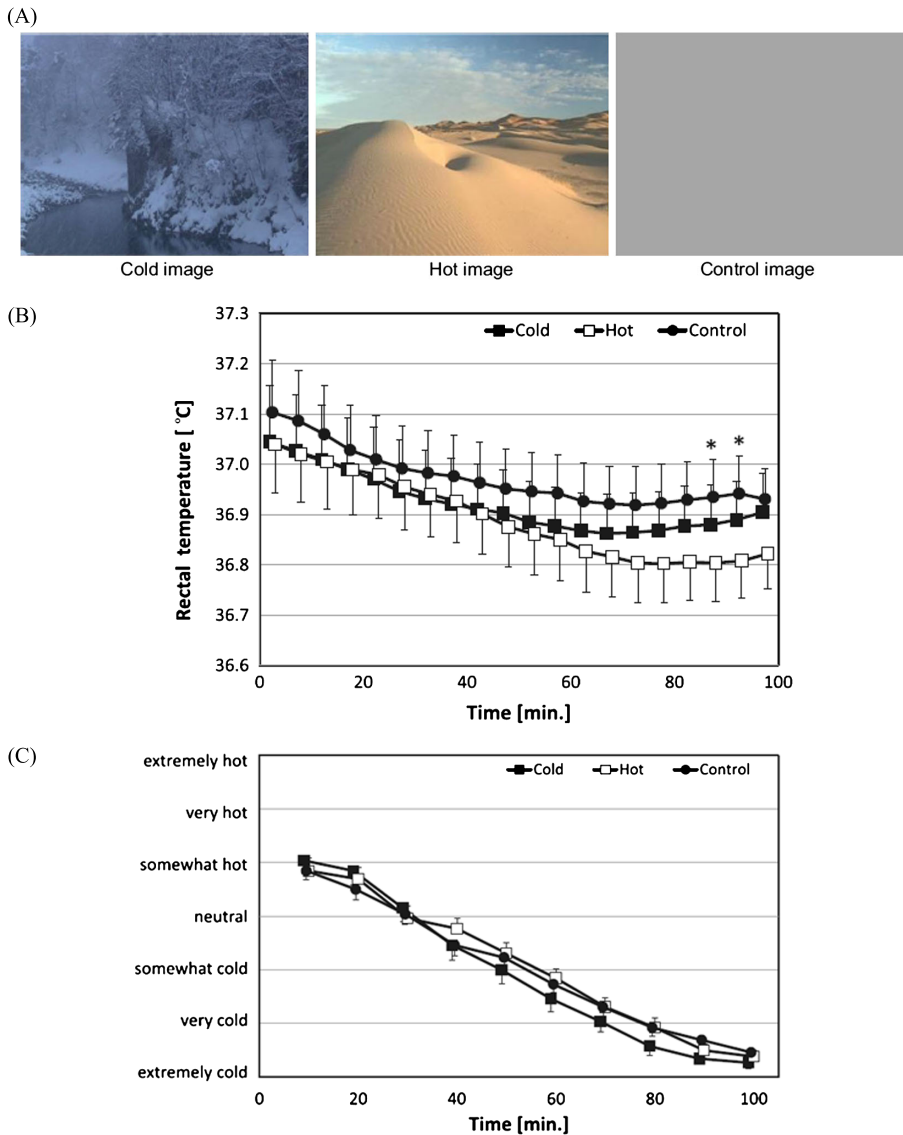 (A)
Cold image
Hot image
Control image
(B)
Cold Hot Control
37.3
37.2
37.1
37.0
36.9
36.8
36.7
36.6
Rectal temperature [ °C]
* *
0 20 40 60 80 100
Time [min.]
(C)
Cold Hot Control
extremely hot
very hot
somewhat hot
neutral
somewhat cold
very cold
extremely cold
0 20 40 60 80 100
Time [min.]